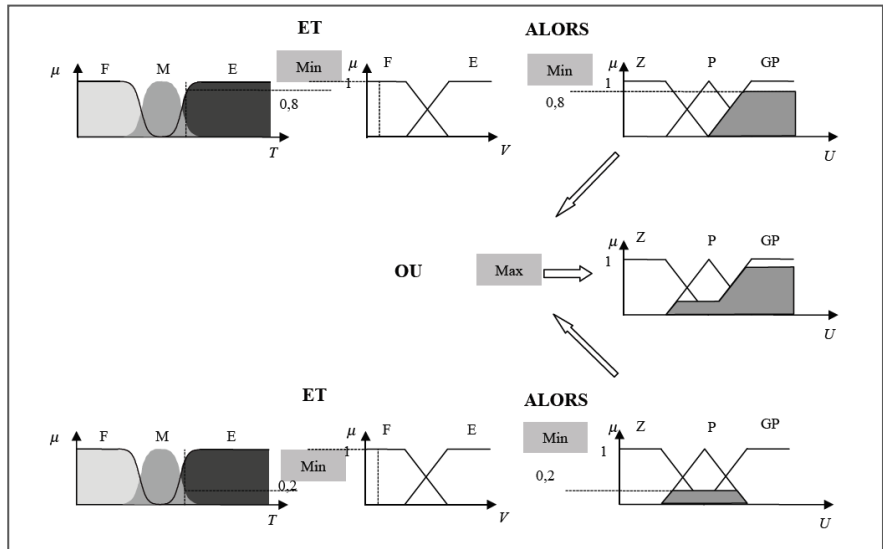 ET ALORS
μ F M E Min μ F E Min μ Z P GP
1 1
0,8 0,8
T V U
μ Z P GP
1
OU Max
U
ET ALORS
μ F M E μ F E Min μ Z P GP
Min 1 1
0,2 0,2
T V U